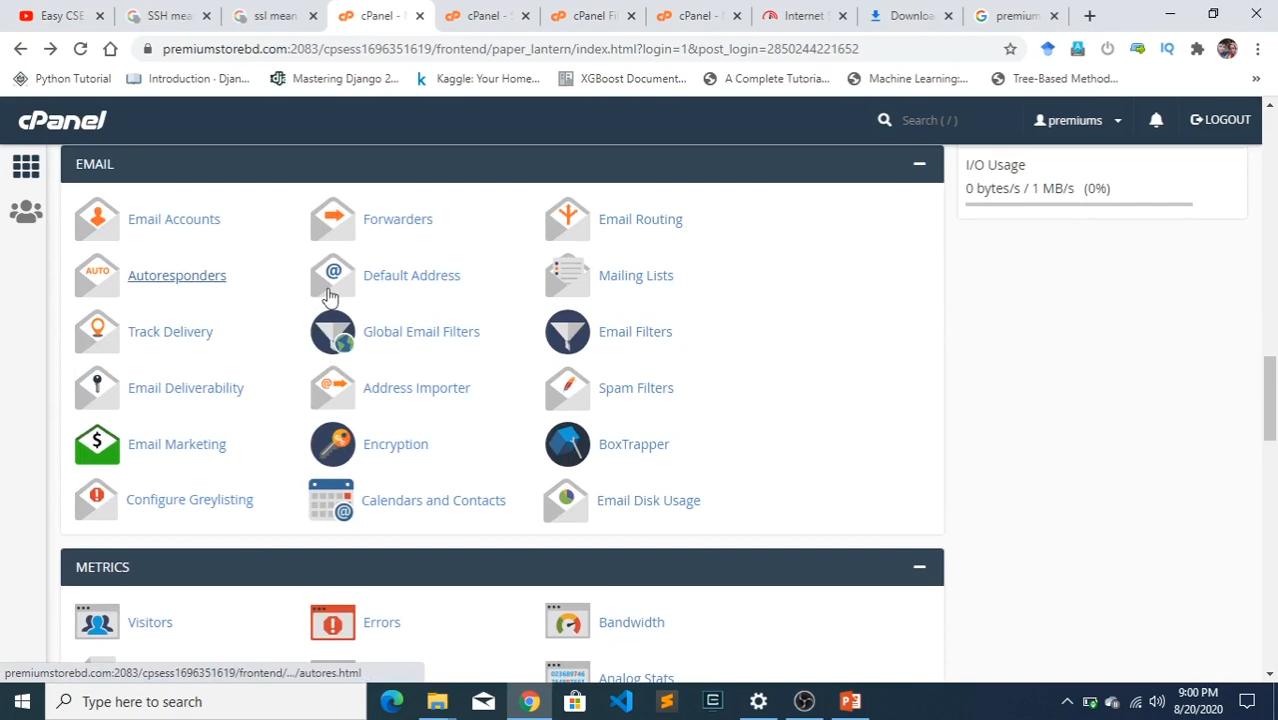 Easy CSE
SSH mea
ssl mean
cPanel -
cPanel -
cPanel Fil
cPanel -
Internet
Downloa
premium
premiumstorebd.com:2083/cpsess1696351619/frontend/paper_lantern/index.html?login=1&post_login=2850244221652
IQ
Python Tutorial
Introduction · Djan...
Mastering Django 2...
Kaggle: Your Home...
XGBoost Document...
A Complete Tutoria...
Machine Learning:...
Tree-Based Method...
»
cPanel
Search ( / )
premiums
LOGOUT
EMAIL
I/O Usage
0 bytes/s / 1 MB/s (0%)
Email Accounts
Forwarders
Email Routing
AUTO
Autoresponders
@
Default Address
Mailing Lists
Track Delivery
Global Email Filters
Email Filters
Email Deliverability
@
Address Importer
Spam Filters
$
Email Marketing
Encryption
BoxTrapper
Configure Greylisting
@
Calendars and Contacts
Email Disk Usage
METRICS
Visitors
Errors
Bandwidth
Analog Stats
premiumstorebd.com:2083/cpsess1696351619/frontend/.../autores.html
Type here to search
9:00 PM
8/20/2020